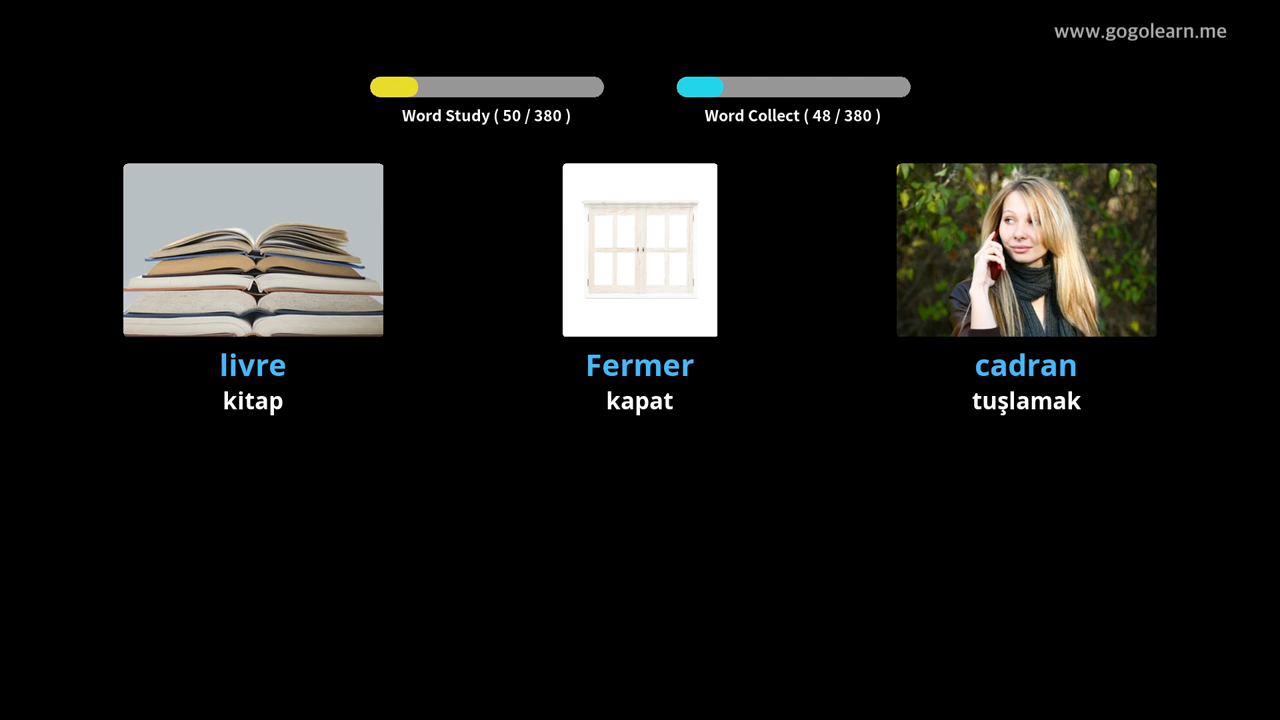 www.gogolearn.me
Word Study ( 50 / 380 )
Word Collect ( 48 / 380 )
livre
kitap
Fermer
kapat
cadran
tuşlamak